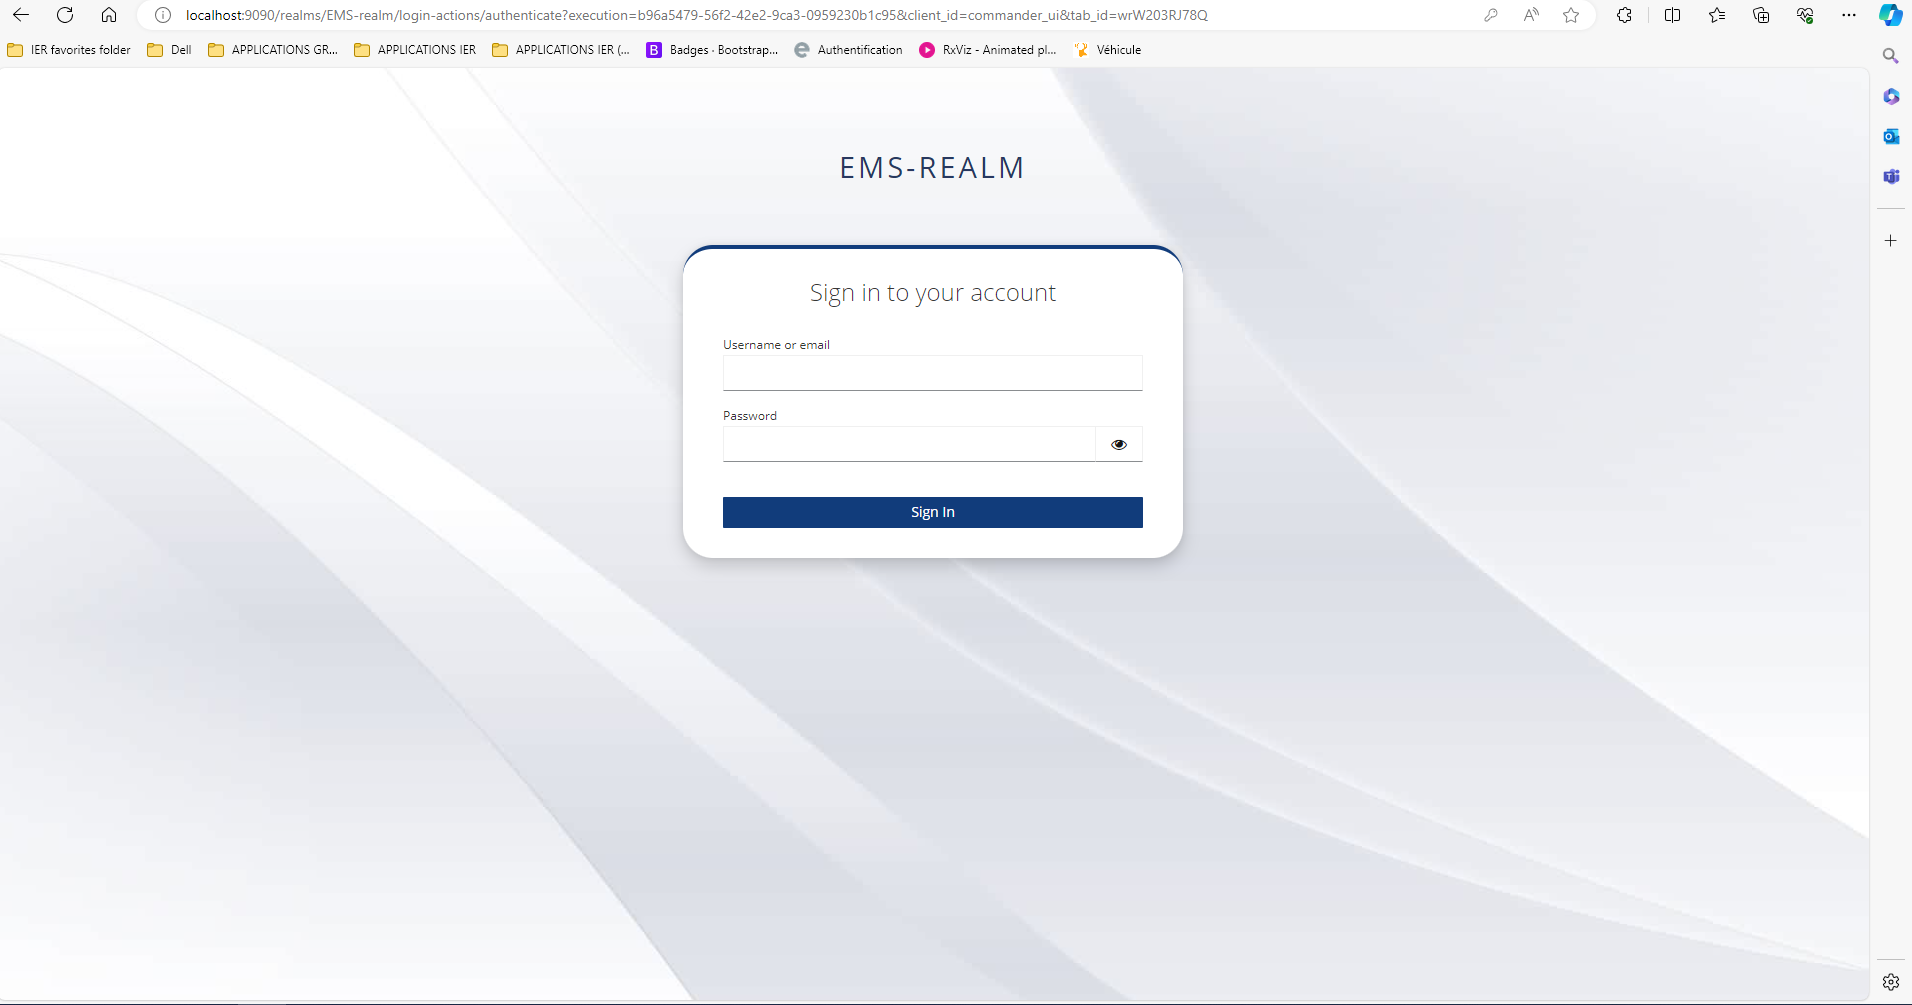 localhost:9090/realms/EMS-realm/login-actions/authenticate?execution=b96a5479-56f2-42e2-9ca3-0959230b1c95&client_id=commander_ui&tab_id=wrW203RJ78Q
IER favorites folder Dell APPLICATIONS GR... APPLICATIONS IER APPLICATIONS IER (... B Badges · Bootstrap... Authentification RxViz - Animated pl... Véhicule
EMS-REALM
Sign in to your account
Username or email
Password
Sign In